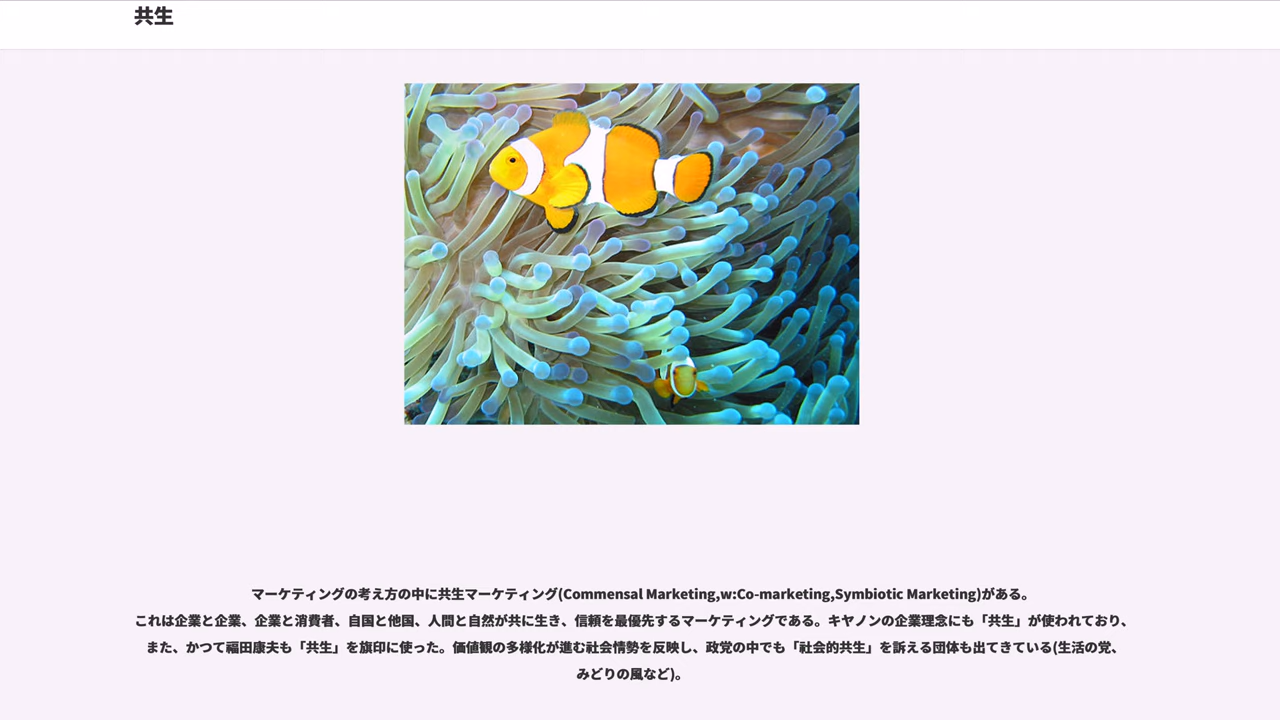 共生
マーケティングの考え方の中に共生マーケティング(Commensal Marketing,w:Co-marketing,Symbiotic Marketing)がある。
これは企業と企業、企業と消費者、自国と他国、人間と自然が共に生き、信頼を最優先するマーケティングである。キヤノンの企業理念にも「共生」が使われており、
また、かつて福田康夫も「共生」を旗印に使った。価値観の多様化が進む社会情勢を反映し、政党の中でも「社会的共生」を訴える団体も出てきている(生活の党、
みどりの風など)。